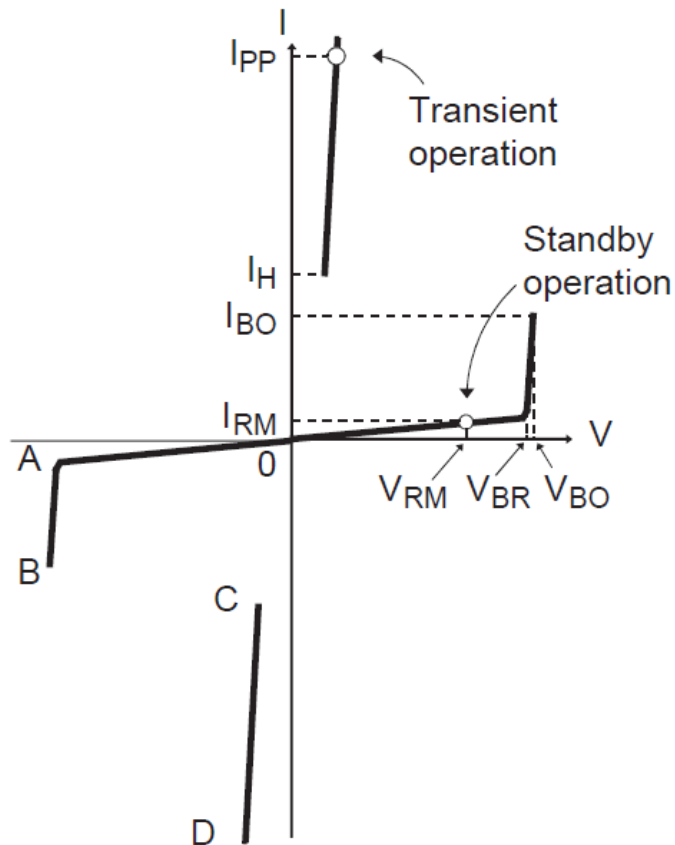 I
IPP
Transient
operation
Standby
operation
IH
IBO
IRM
A
0
V
VRM
VBR
VBO
B
C
D